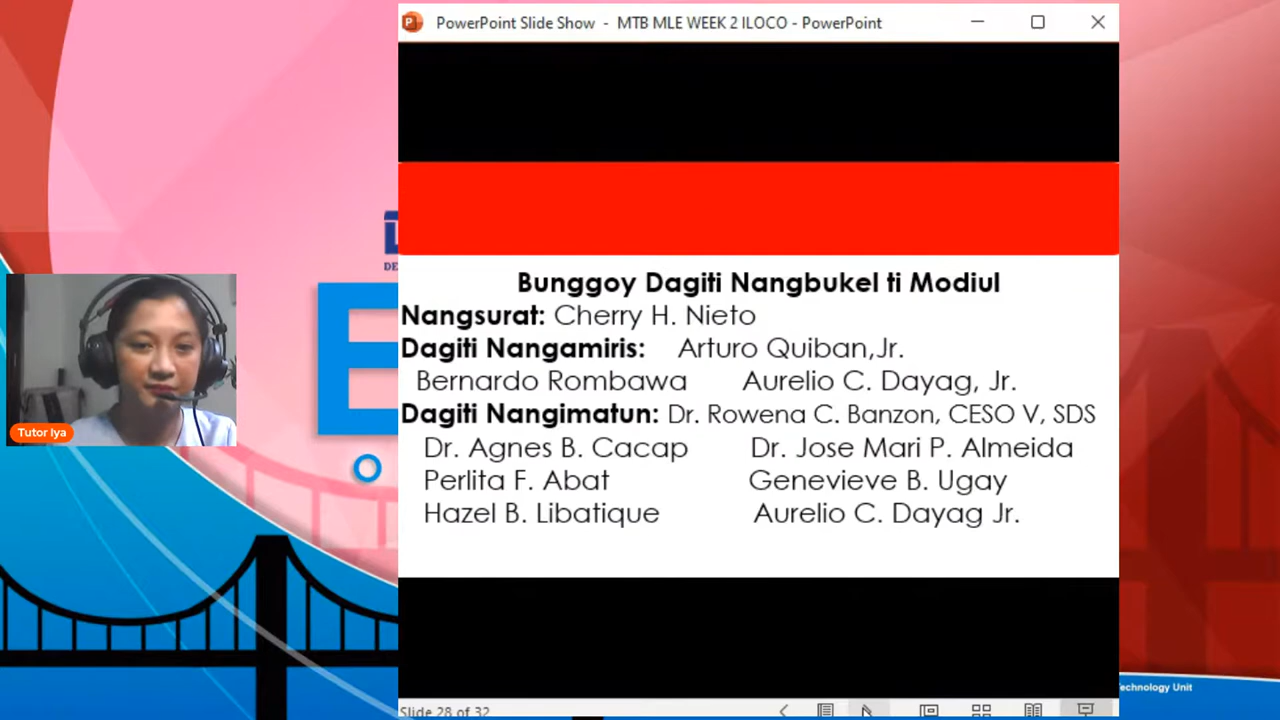 PowerPoint Slide Show - MTB MLE WEEK 2 ILOCO - PowerPoint
Bunggoy Dagiti Nangbukel ti Modiul
Nangsurat: Cherry H. Nieto
Dagiti Nangamiris: Arturo Quiban,Jr.
Bernardo Rombawa Aurelio C. Dayag, Jr.
Dagiti Nangimatun: Dr. Rowena C. Banzon, CESO V, SDS
Dr. Agnes B. Cacap Dr. Jose Mari P. Almeida
Perlita F. Abat Genevieve B. Ugay
Hazel B. Libatique Aurelio C. Dayag Jr.
Tutor Iya
Technology Unit
Slide 28 of 32